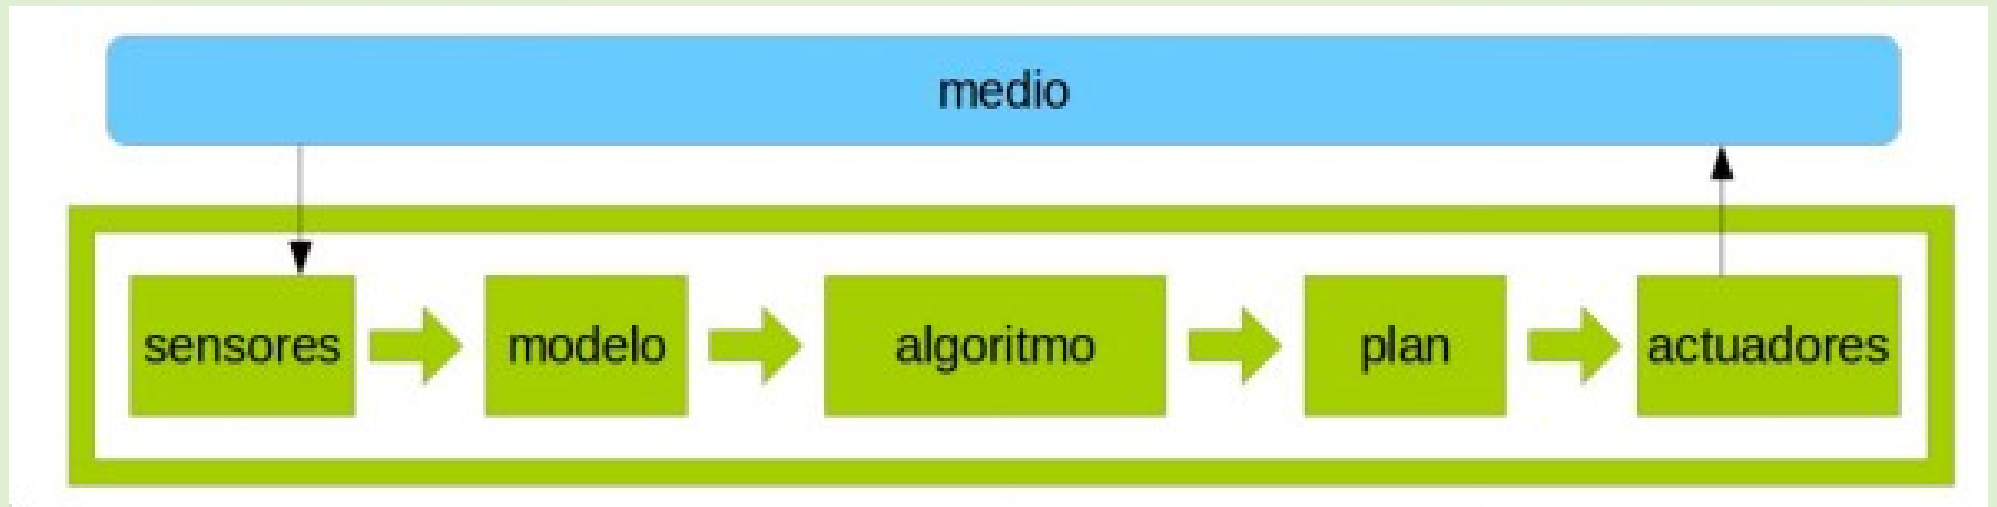 medio
sensores
modelo
algoritmo
plan
actuadores